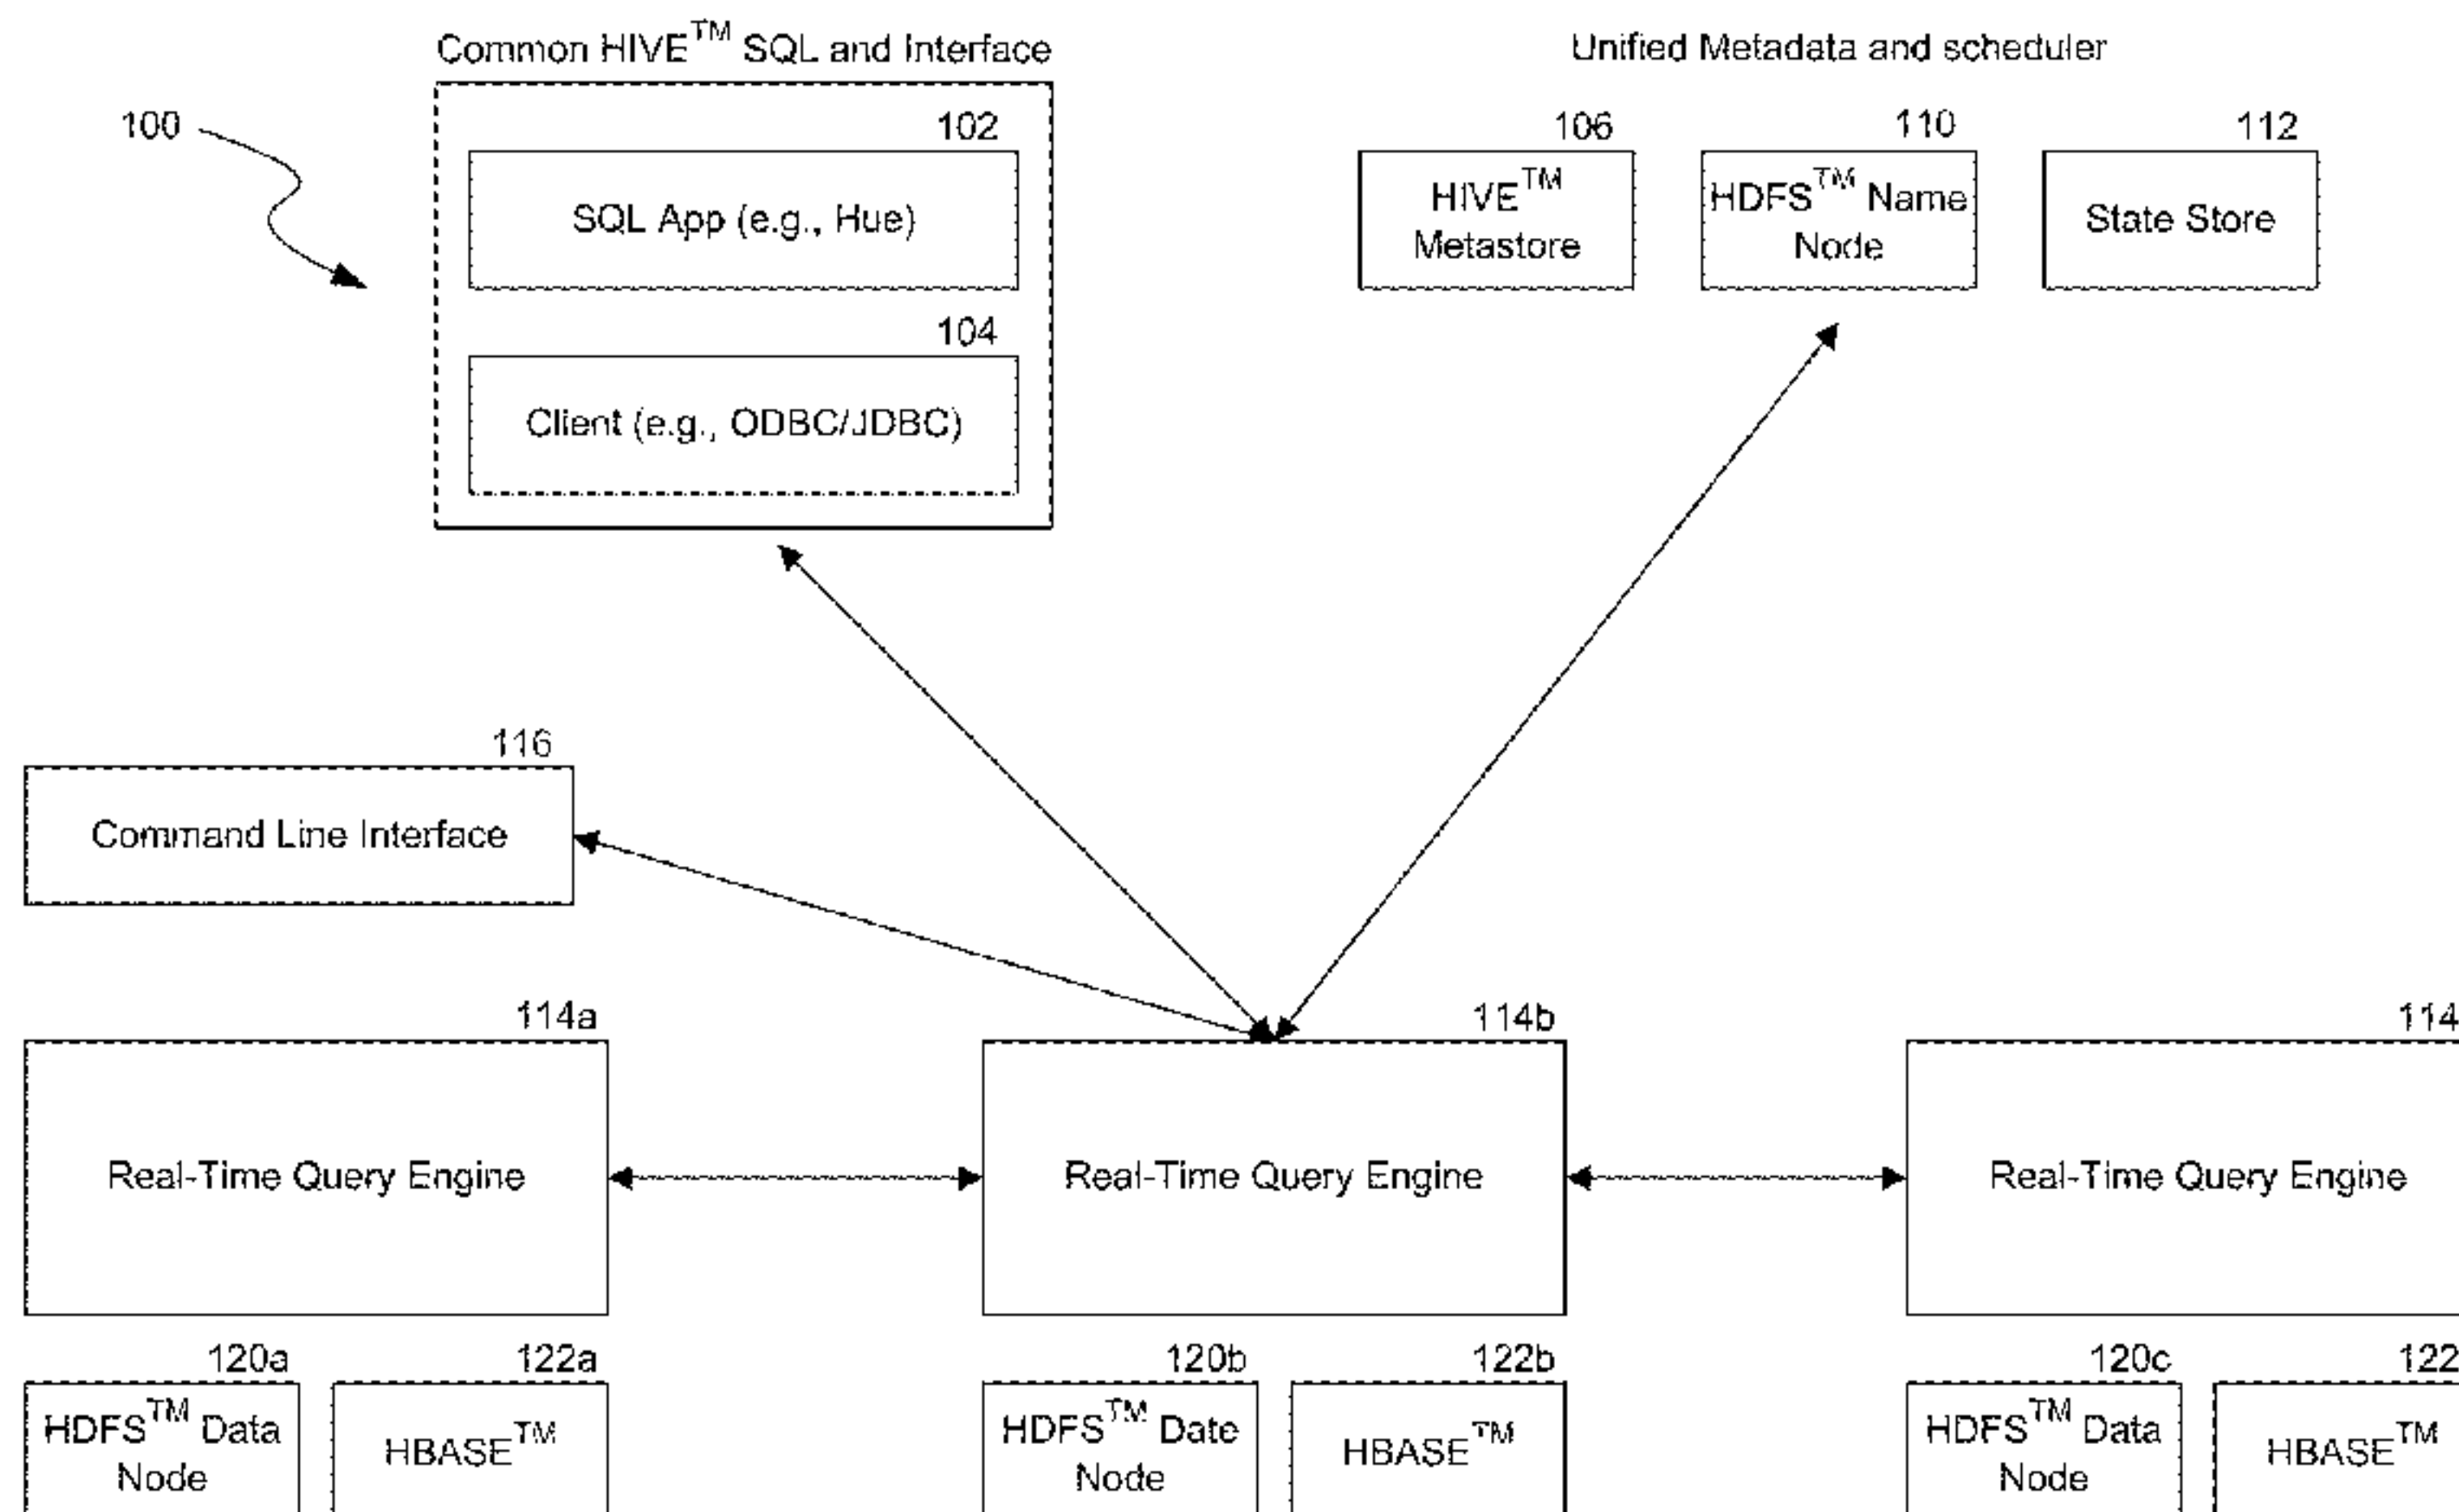 Common HIVE™ SQL and Interface
Unified Metadata and scheduler
100
102
106
110
112
SQL App (e.g., Hue)
HIVE™
Metastore
HDFS™ Name
Node
State Store
104
Client (e.g., ODBC/JDBC)
116
Command Line Interface
114a
114b
114
Real-Time Query Engine
Real-Time Query Engine
Real-Time Query Engine
120a
122a
120b
122b
120c
122
HDFS™ Data
Node
HBASE™
HDFS™ Date
Node
HBASE™
HDFS™ Data
Node
HBASE™